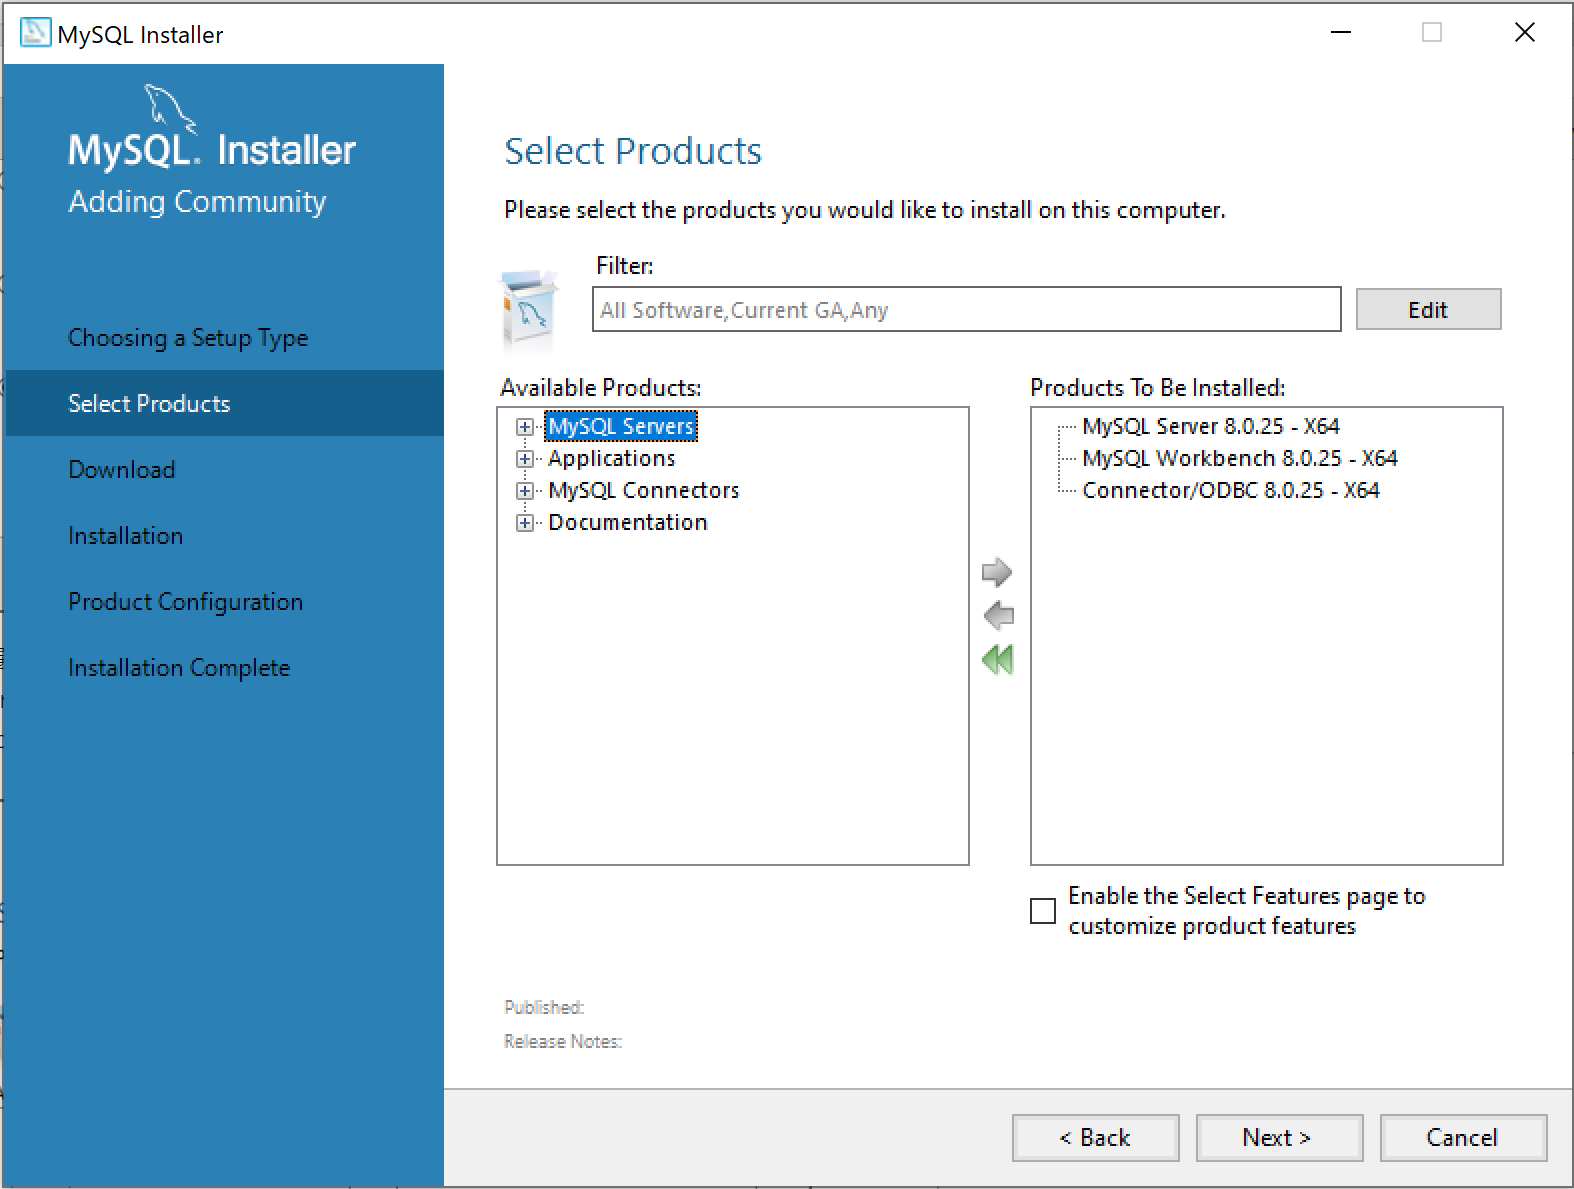 MySQL Installer
MySQL. Installer
Adding Community
Choosing a Setup Type
Select Products
Download
Installation
Product Configuration
Installation Complete
Select Products
Please select the products you would like to install on this computer.
Filter:
All Software,Current GA,Any
Edit
Available Products:
MySQL Servers
Applications
MySQL Connectors
Documentation
Products To Be Installed:
MySQL Server 8.0.25 - X64
MySQL Workbench 8.0.25 - X64
Connector/ODBC 8.0.25 - X64
Enable the Select Features page to
customize product features
Published:
Release Notes:
< Back
Next >
Cancel